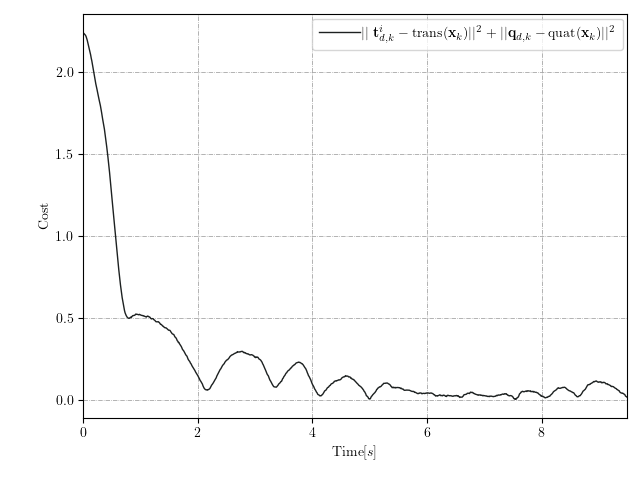 || t^i_{d,k} − trans(x_k)||² + ||q_{d,k} − quat(x_k)||²
2.0
1.5
1.0
0.5
0.0
Cost
0 2 4 6 8
Time[s]